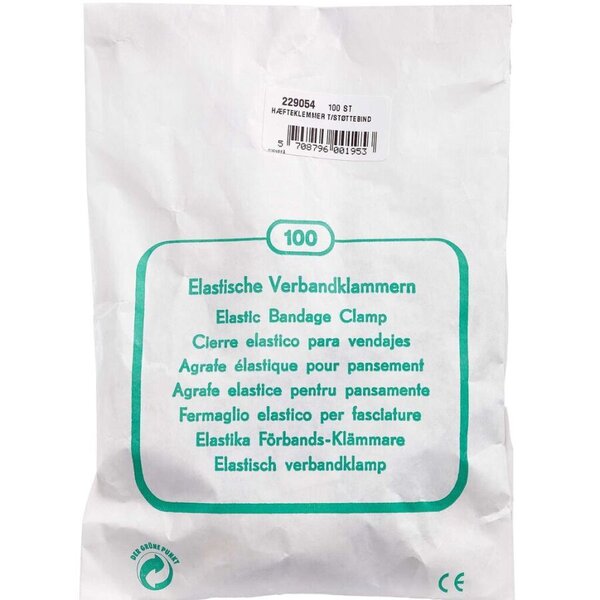 229054 100 ST
HÆFTEKLEMMER T/STØTTEBIND
5 708796 001953
100
Elastische Verbandklammern
Elastic Bandage Clamp
Cierre elastico para vendajes
Agrafe élastique pour pansement
Agrafe elastice pentru pansamente
Fermaglio elastico per fasciature
Elastika Förbands-Klämmare
Elastisch verbandklamp
DER GRÜNE PUNKT
CE